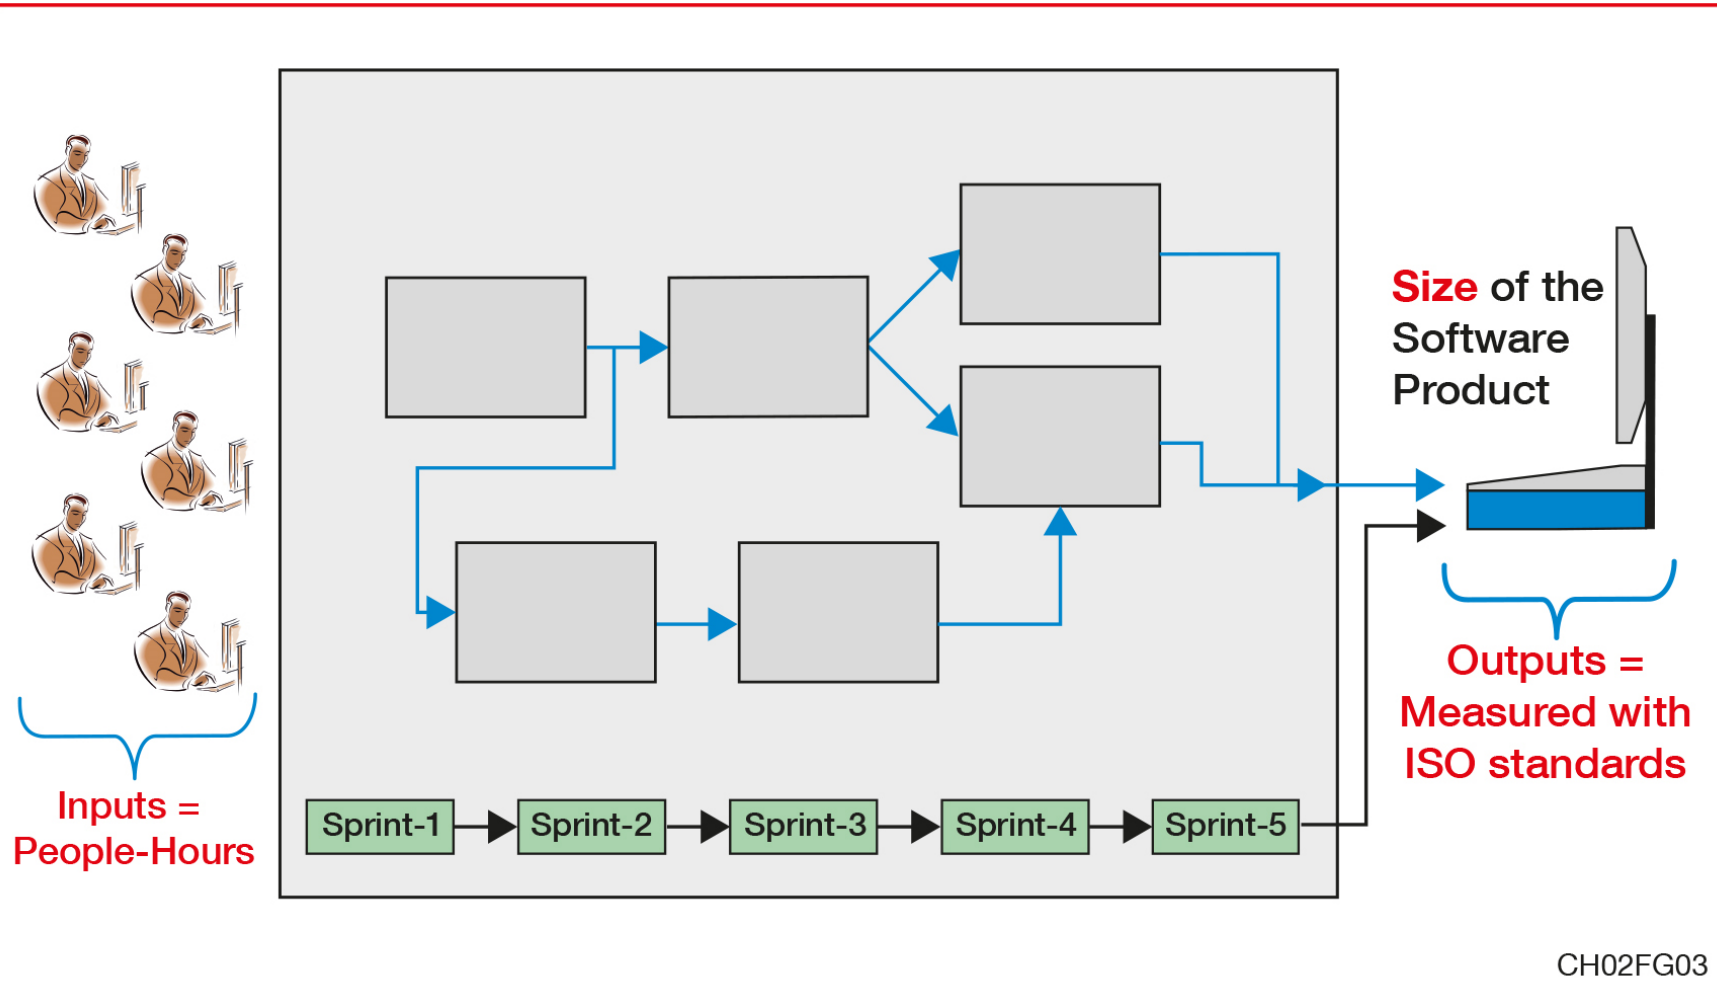 Size of the
Software
Product
Outputs =
Measured with
ISO standards
Inputs =
People-Hours
Sprint-1
Sprint-2
Sprint-3
Sprint-4
Sprint-5
CH02FG03